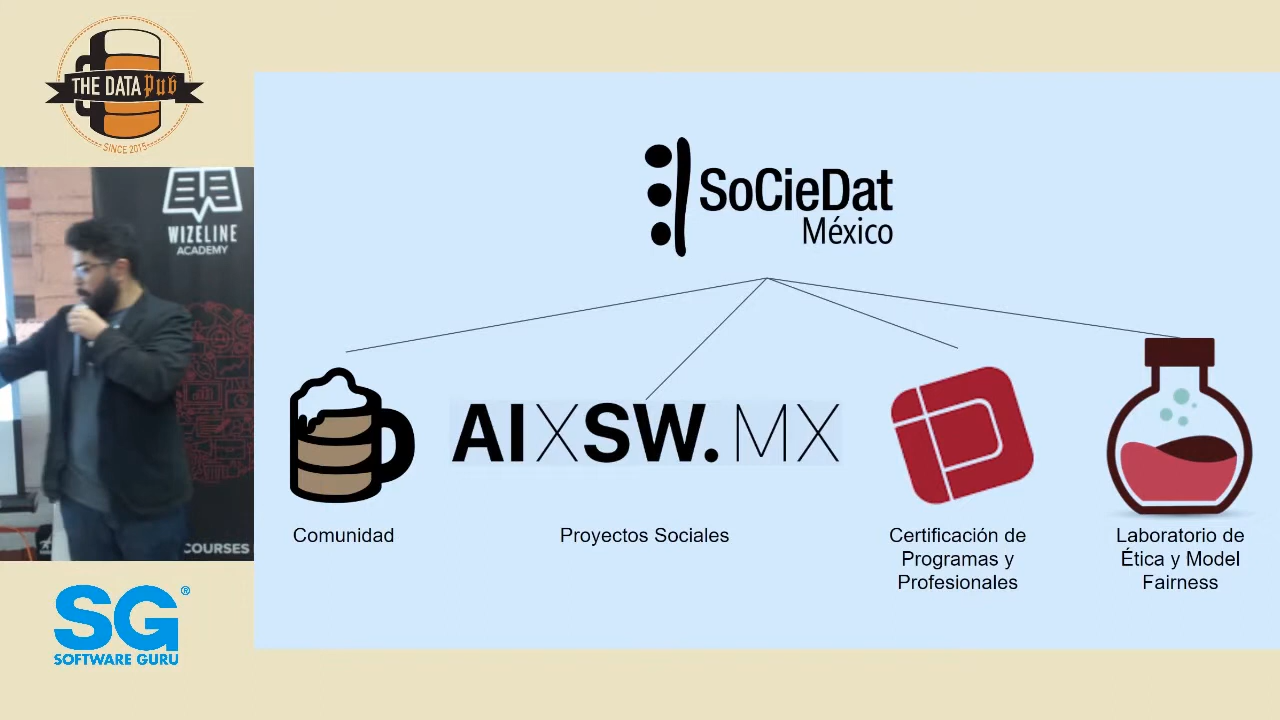 THE DATA Pub
SINCE 2015
WIZELINE
ACADEMY
COURSES
SG®
SOFTWARE GURU
SoCieDat
México
AIXSW.MX
Comunidad
Proyectos Sociales
Certificación de
Programas y
Profesionales
Laboratorio de
Ética y Model
Fairness